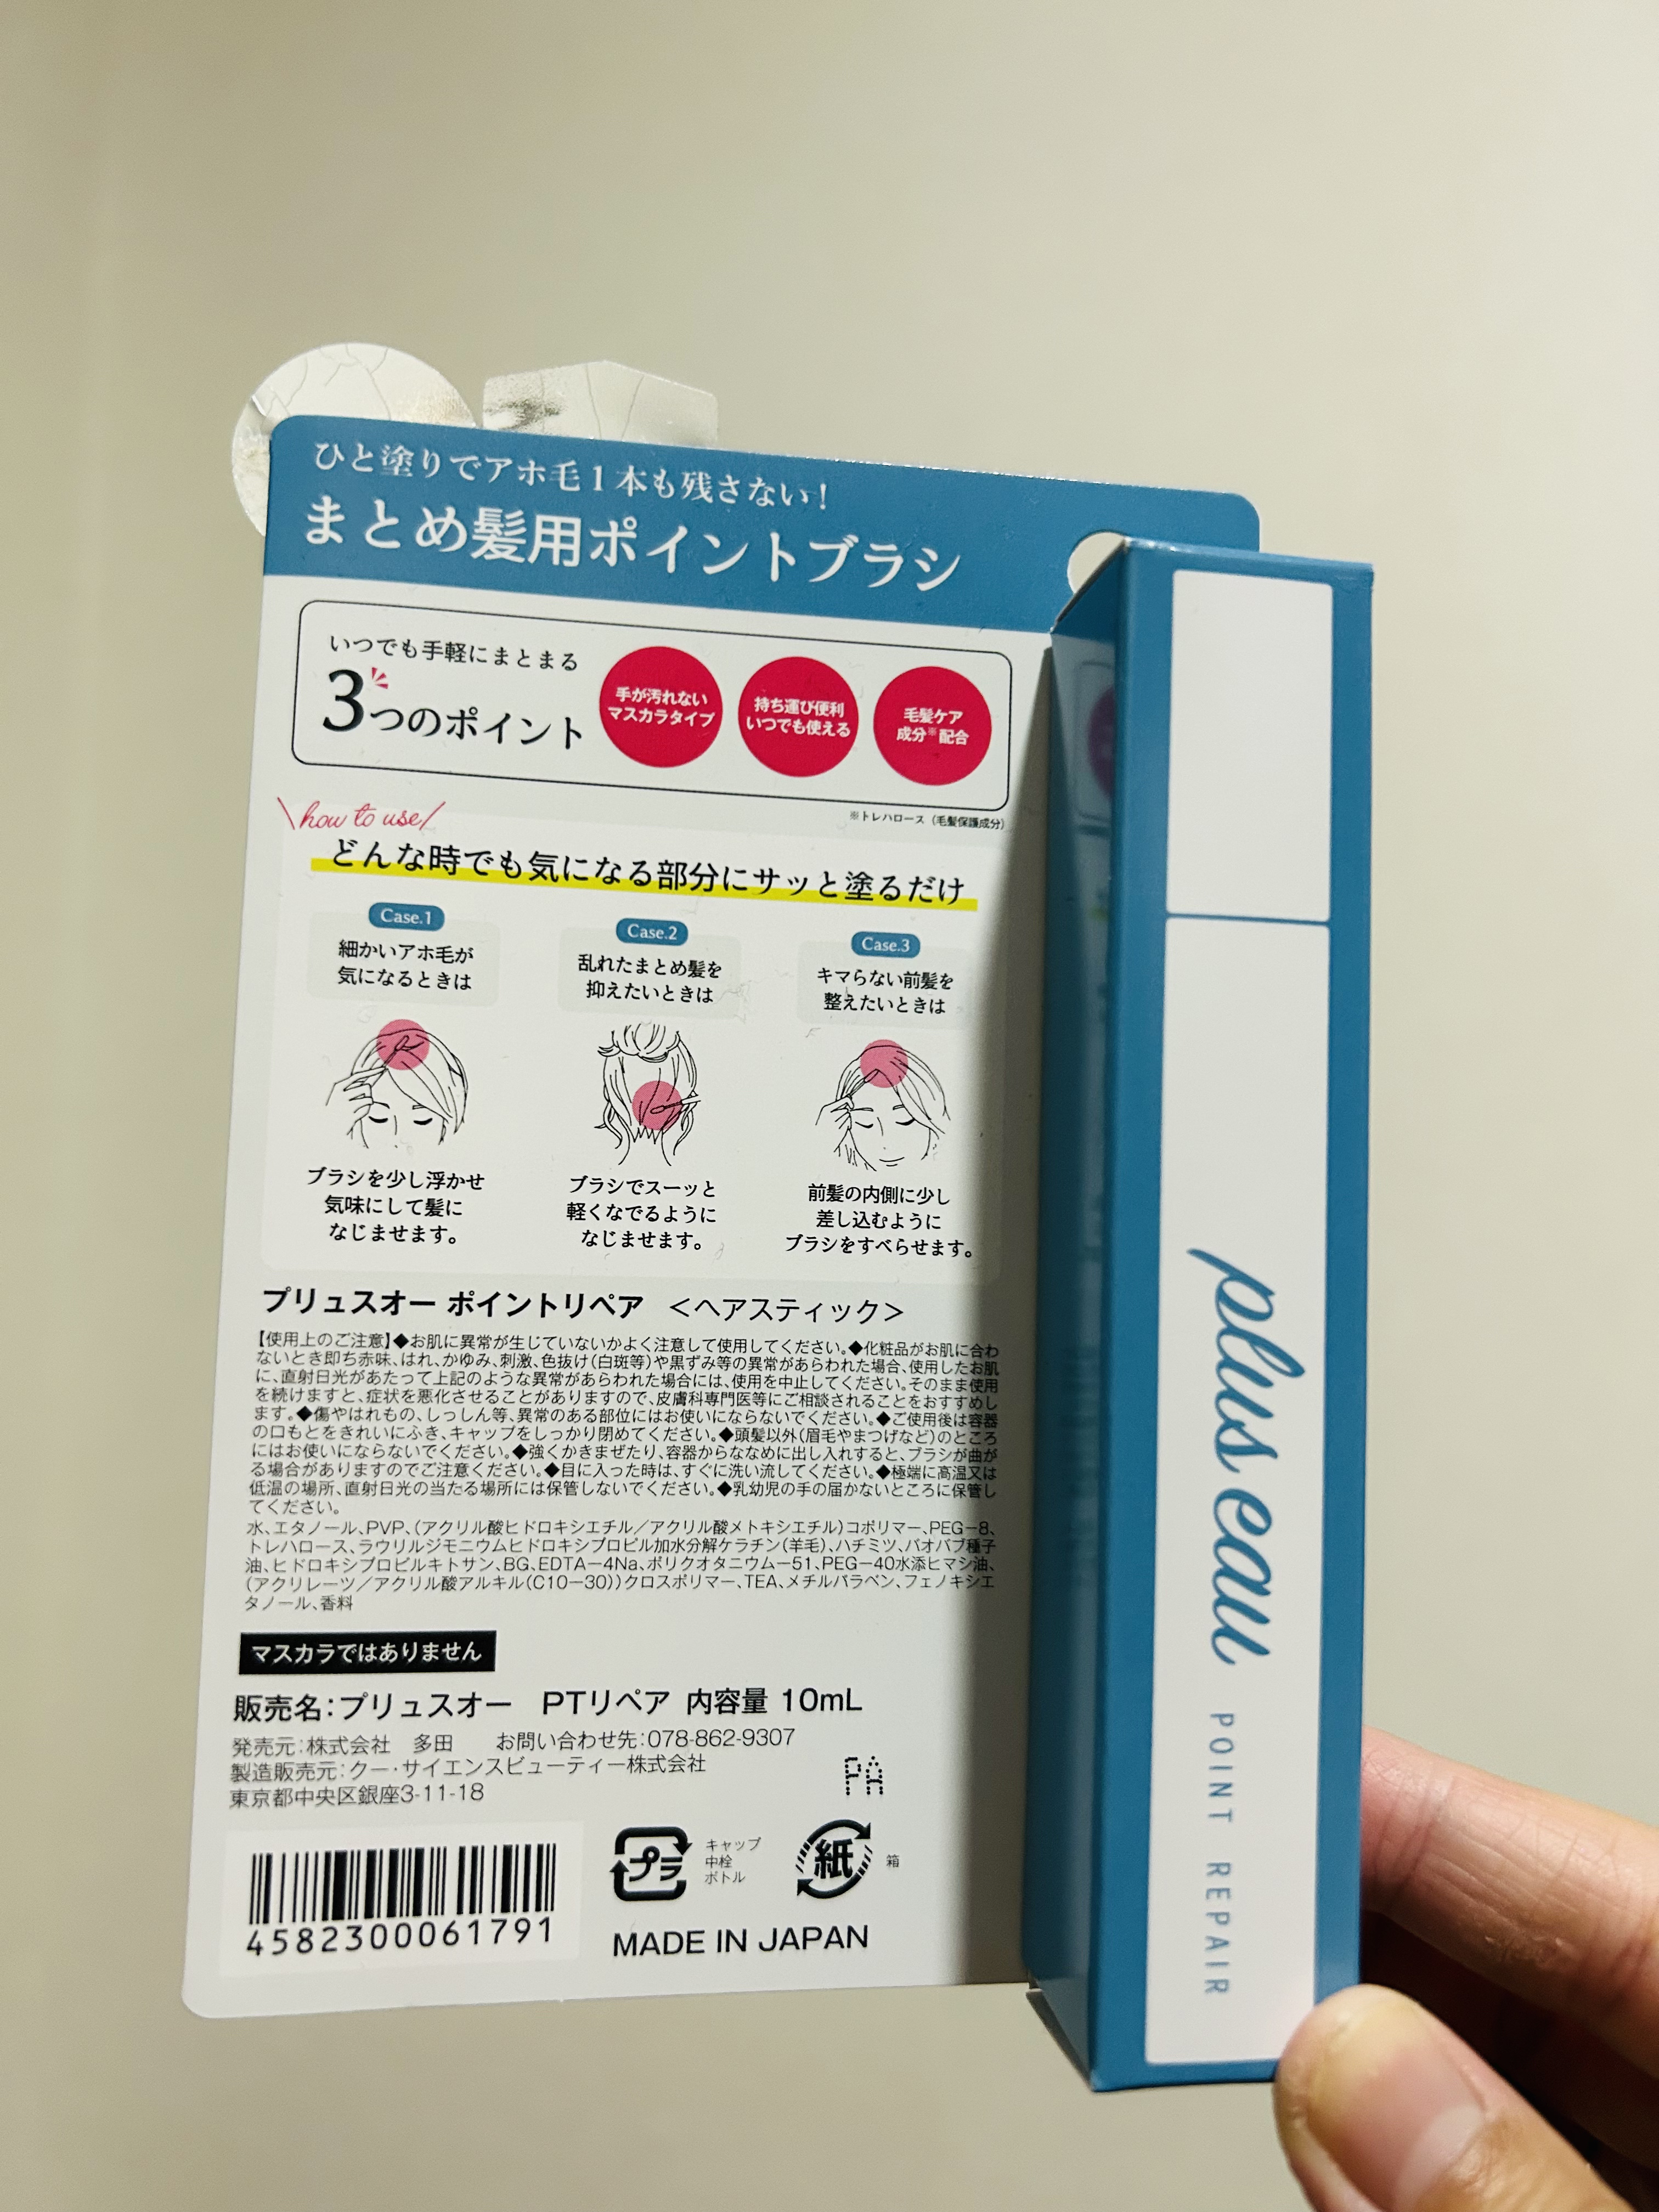 ひと塗りでアホ毛1本も残さない!
まとめ髪用ポイントブラシ
いつでも手軽にまとまる
3つのポイント
手が汚れない
マスカラタイプ
持ち運び便利
いつでも使える
毛髪ケア
成分※配合
※トレハロース（毛髪保護成分）
how to use
どんな時でも気になる部分にサッと塗るだけ
Case.1
細かいアホ毛が
気になるときは
ブラシを少し浮かせ
気味にして髪に
なじませます。
Case.2
乱れたまとめ髪を
抑えたいときは
ブラシでスーッと
軽くなでるように
なじませます。
Case.3
キマらない前髪を
整えたいときは
前髪の内側に少し
差し込むように
ブラシをすべらせます。
プリュスオー ポイントリペア ＜ヘアスティック＞
【使用上のご注意】◆お肌に異常が生じていないかよく注意して使用してください。◆化粧品がお肌に合わ
ないとき即ち赤味、はれ、かゆみ、刺激、色抜け(白斑等)や黒ずみ等の異常があらわれた場合、使用したお肌
に、直射日光があたって上記のような異常があらわれた場合には、使用を中止してください。そのまま使用
を続けますと、症状を悪化させることがありますので、皮膚科専門医等にご相談されることをおすすめし
ます。◆傷やはれもの、しっしん等、異常のある部位にはお使いにならないでください。◆ご使用後は容器
の口もとをきれいにふき、キャップをしっかり閉めてください。◆頭髪以外(眉毛やまつげなど)のところ
にはお使いにならないでください。◆強くかきまぜたり、容器からななめに出し入れすると、ブラシが曲が
る場合がありますのでご注意ください。◆目に入った時は、すぐに洗い流してください。◆極端に高温又は
低温の場所、直射日光の当たる場所には保管しないでください。◆乳幼児の手の届かないところに保管し
てください。
水、エタノール、PVP、(アクリル酸ヒドロキシエチル／アクリル酸メトキシエチル)コポリマー、PEG－8、
トレハロース、ラウリルジモニウムヒドロキシプロピル加水分解ケラチン(羊毛)、ハチミツ、バオバブ種子
油、ヒドロキシプロピルキトサン、BG、EDTA－4Na、ポリクオタニウム－51、PEG－40水添ヒマシ油、
(アクリレーツ／アクリル酸アルキル(C10－30))クロスポリマー、TEA、メチルパラベン、フェノキシエ
タノール、香料
マスカラではありません
販売名：プリュスオー PTリペア 内容量 10mL
発売元：株式会社 多田 お問い合わせ先：078-862-9307
製造販売元：クー・サイエンスビューティー株式会社
東京都中央区銀座3-11-18
PA
4582300061791
プラ
キャップ
中栓
ボトル
紙
箱
MADE IN JAPAN
plus eau
POINT REPAIR